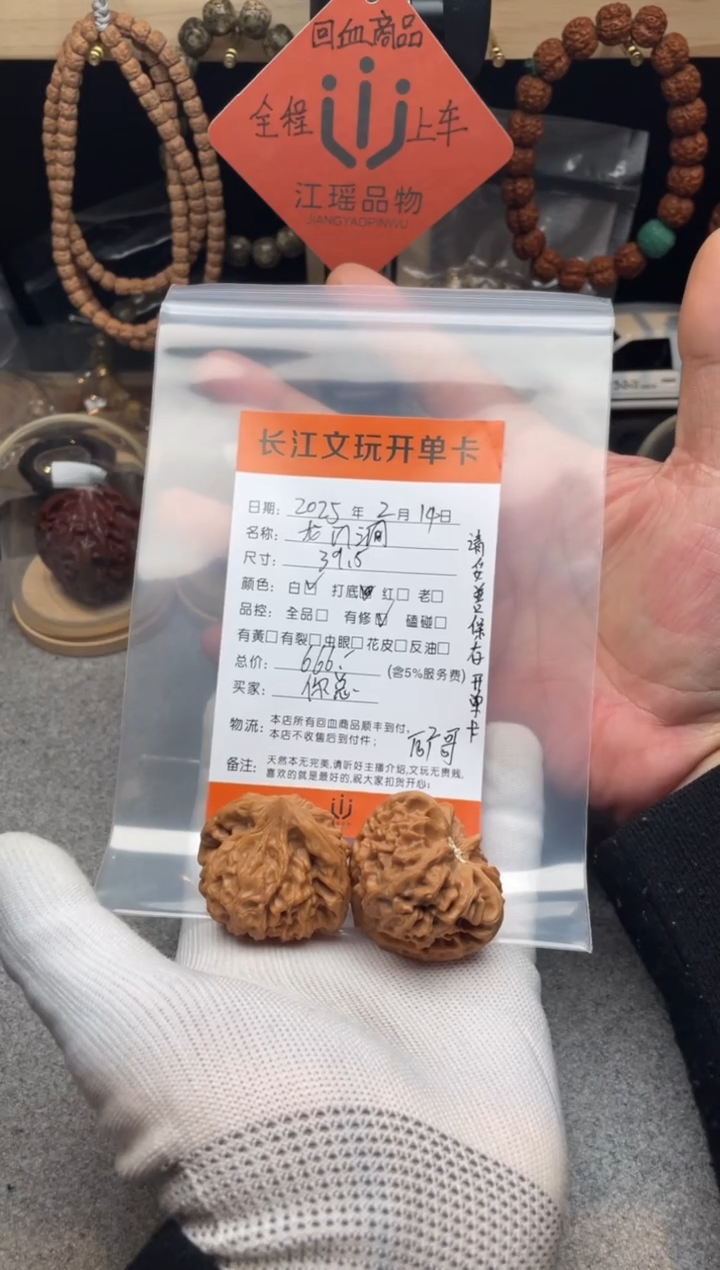 回血商品
全程 上车
江瑶品物
JIANGYAOPINWU
长江文玩开单卡
日期: 2025 年 2 月 14 日
名称:
尺寸: 39.5
颜色: 白☑ 打底 红□ 老□
品控: 全品□ 有修☑ 磕碰□
有黄□有裂□虫眼□花皮□反油□
总价: 666.- (含5%服务费)
买家: 你总
物流: 本店所有回血商品顺丰到付,
本店不收售后到付件;
备注: 天然本无完美,请听好主播介绍,文玩无贵贱,
喜欢的就是最好的,祝大家扣货开心;
请妥善保存开单卡